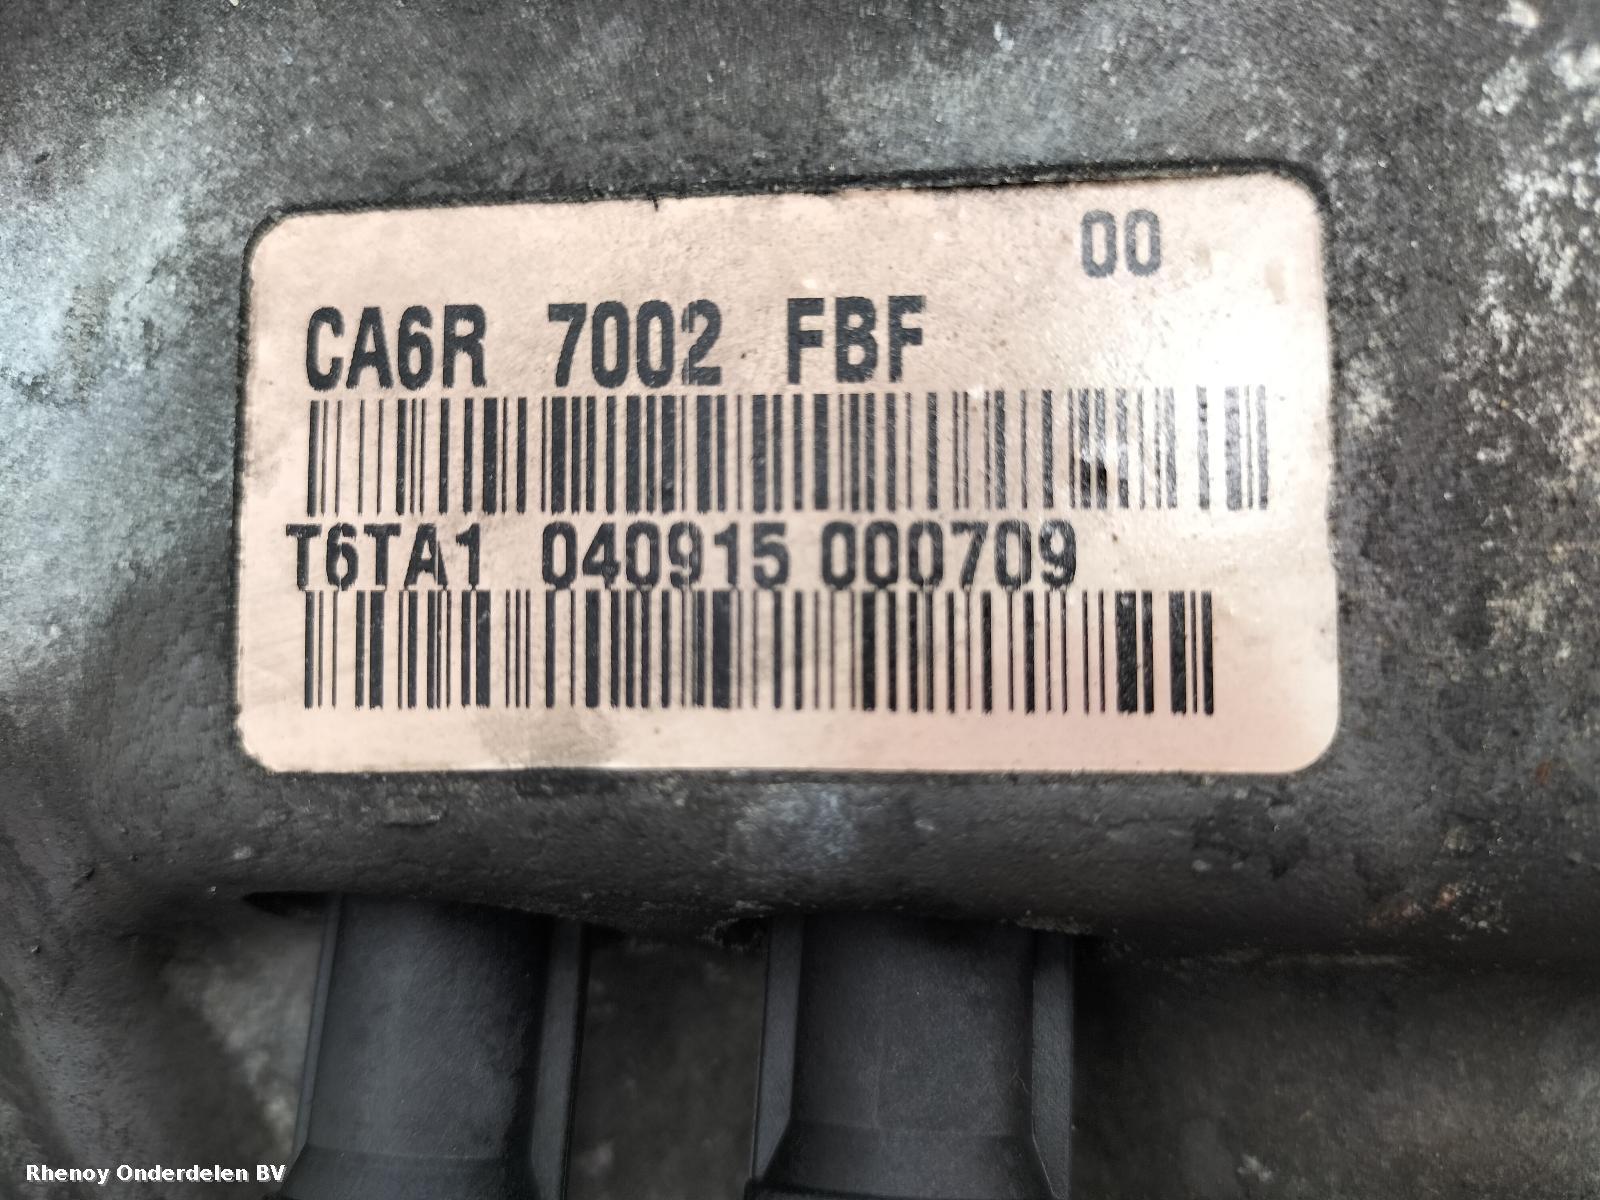 00
CA6R 7002 FBF
T6TA1 040915 000709
Rhenoy Onderdelen BV